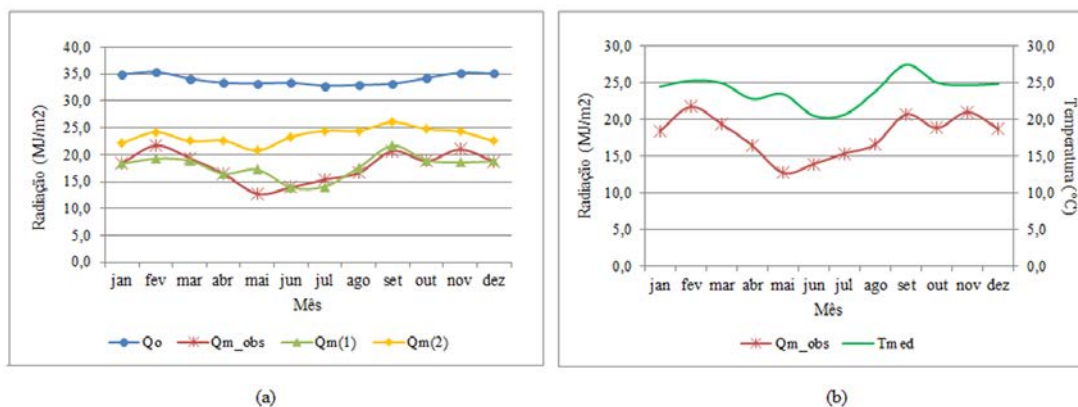 40,0
35,0
30,0
25,0
20,0
15,0
10,0
5,0
0,0
Radiação (MJ/m2)
jan fev mar abr mai jun jul ago set out nov dez
Mês
Qo Qm_obs Qm(1) Qm(2)
(a)
30,0
25,0
20,0
15,0
10,0
5,0
0,0
Radiação (MJ/m2)
30,0
25,0
20,0
15,0
10,0
5,0
0,0
Temperatura (°C)
jan fev mar abr mai jun jul ago set out nov dez
Mês
Qm_obs Tmed
(b)